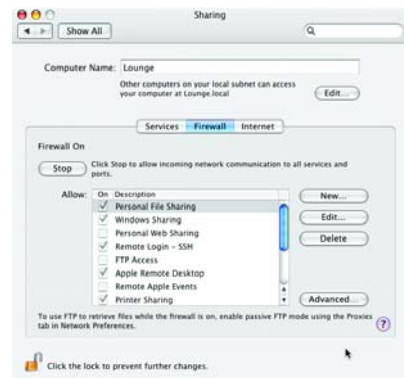 Sharing
Show All
Computer Name: Lounge
Other computers on your local subnet can access
your computer at Lounge.local
Edit...
Services Firewall Internet
Firewall On
Stop
Click Stop to allow incoming network communication to all services and
ports.
Allow:
On Description
Personal File Sharing
Windows Sharing
Personal Web Sharing
Remote Login – SSH
FTP Access
Apple Remote Desktop
Remote Apple Events
Printer Sharing
New...
Edit...
Delete
Advanced...
To use FTP to retrieve files while the firewall is on, enable passive FTP mode using the Proxies
tab in Network Preferences.
?
Click the lock to prevent further changes.